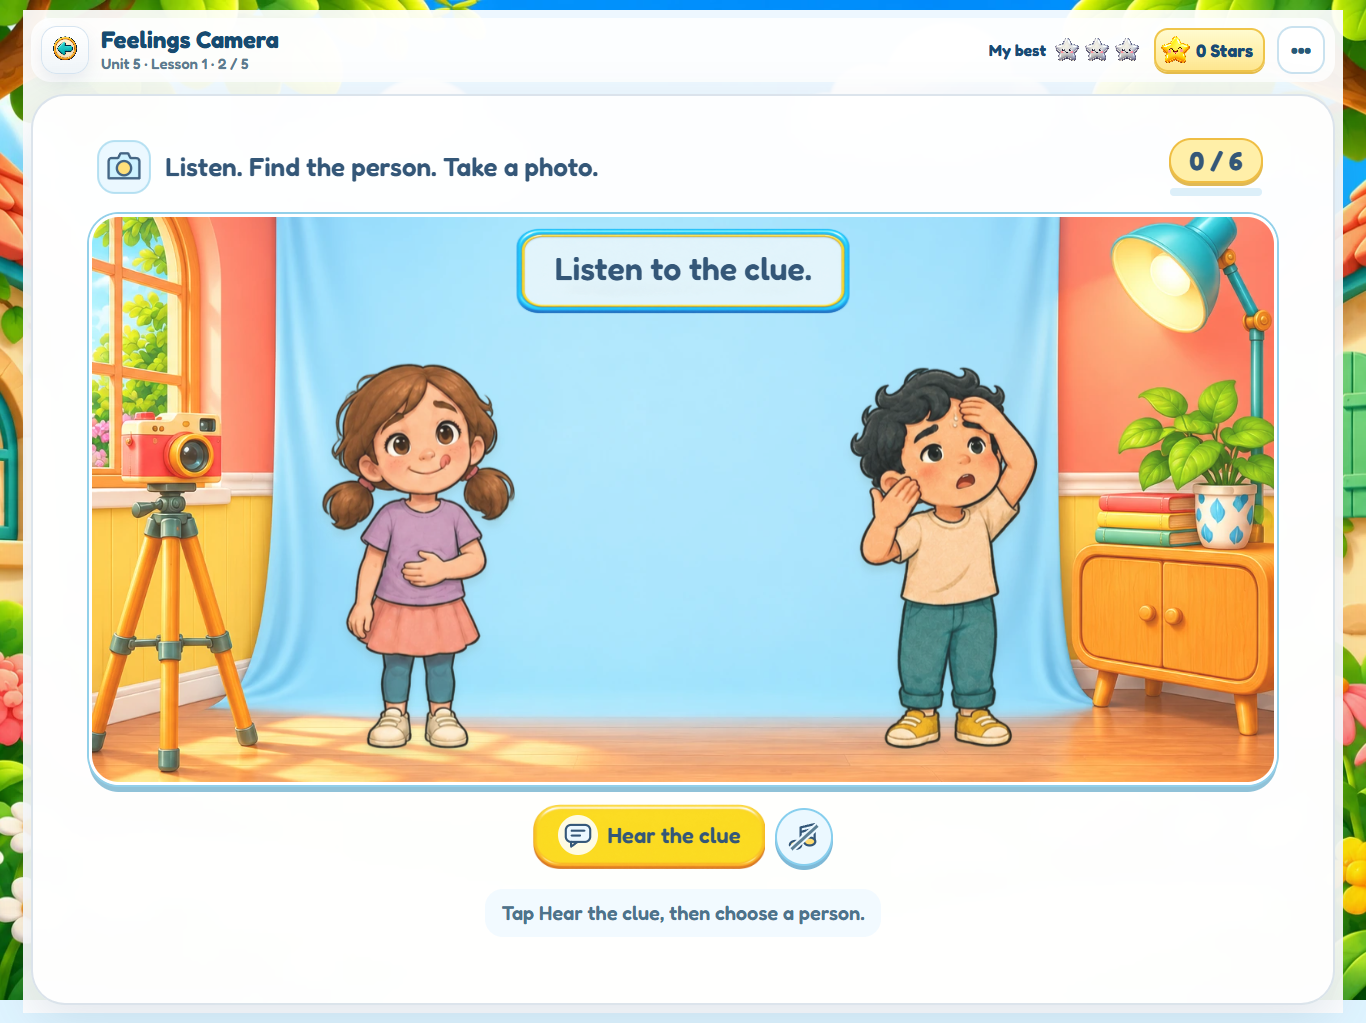 Feelings Camera
Unit 5 · Lesson 1 · 2 / 5
My best
0 Stars
Listen. Find the person. Take a photo.
0 / 6
Listen to the clue.
Hear the clue
Tap Hear the clue, then choose a person.